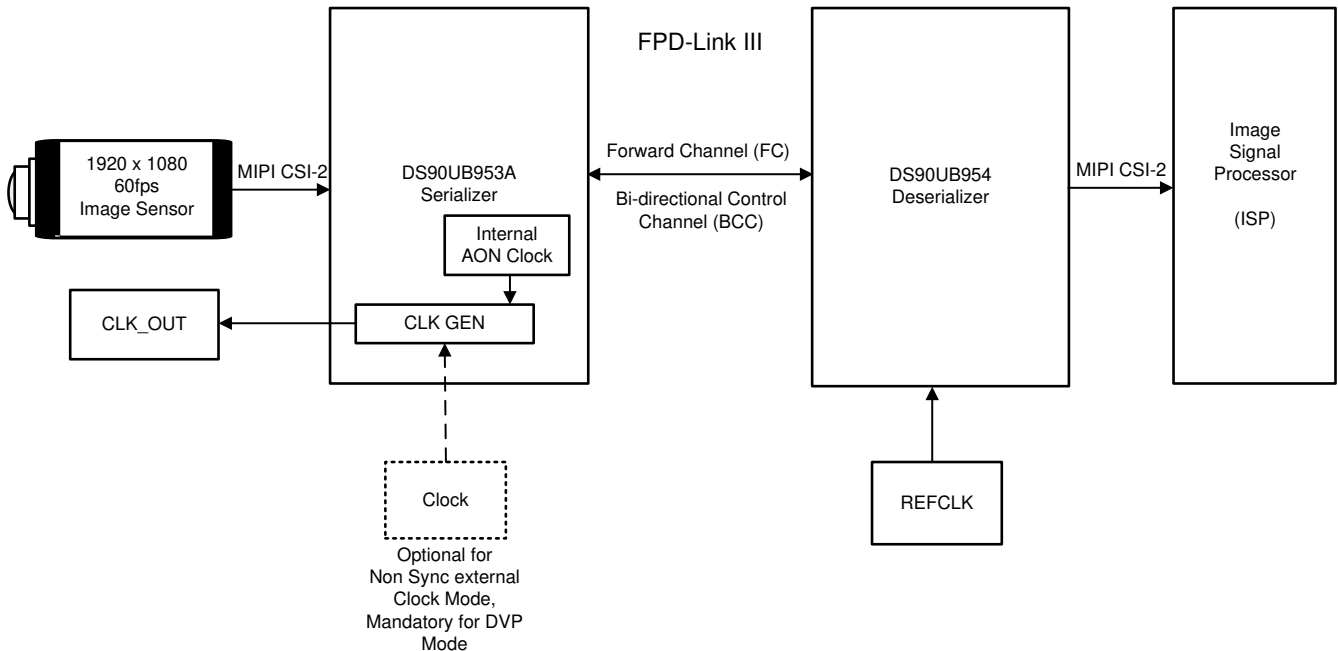 FPD-Link III
1920 x 1080
60fps
Image Sensor
MIPI CSI-2
DS90UB953A
Serializer
Internal
AON Clock
CLK GEN
CLK_OUT
Clock
Optional for
Non Sync external
Clock Mode,
Mandatory for DVP
Mode
Forward Channel (FC)
Bi-directional Control
Channel (BCC)
DS90UB954
Deserializer
REFCLK
MIPI CSI-2
Image
Signal
Processor
(ISP)